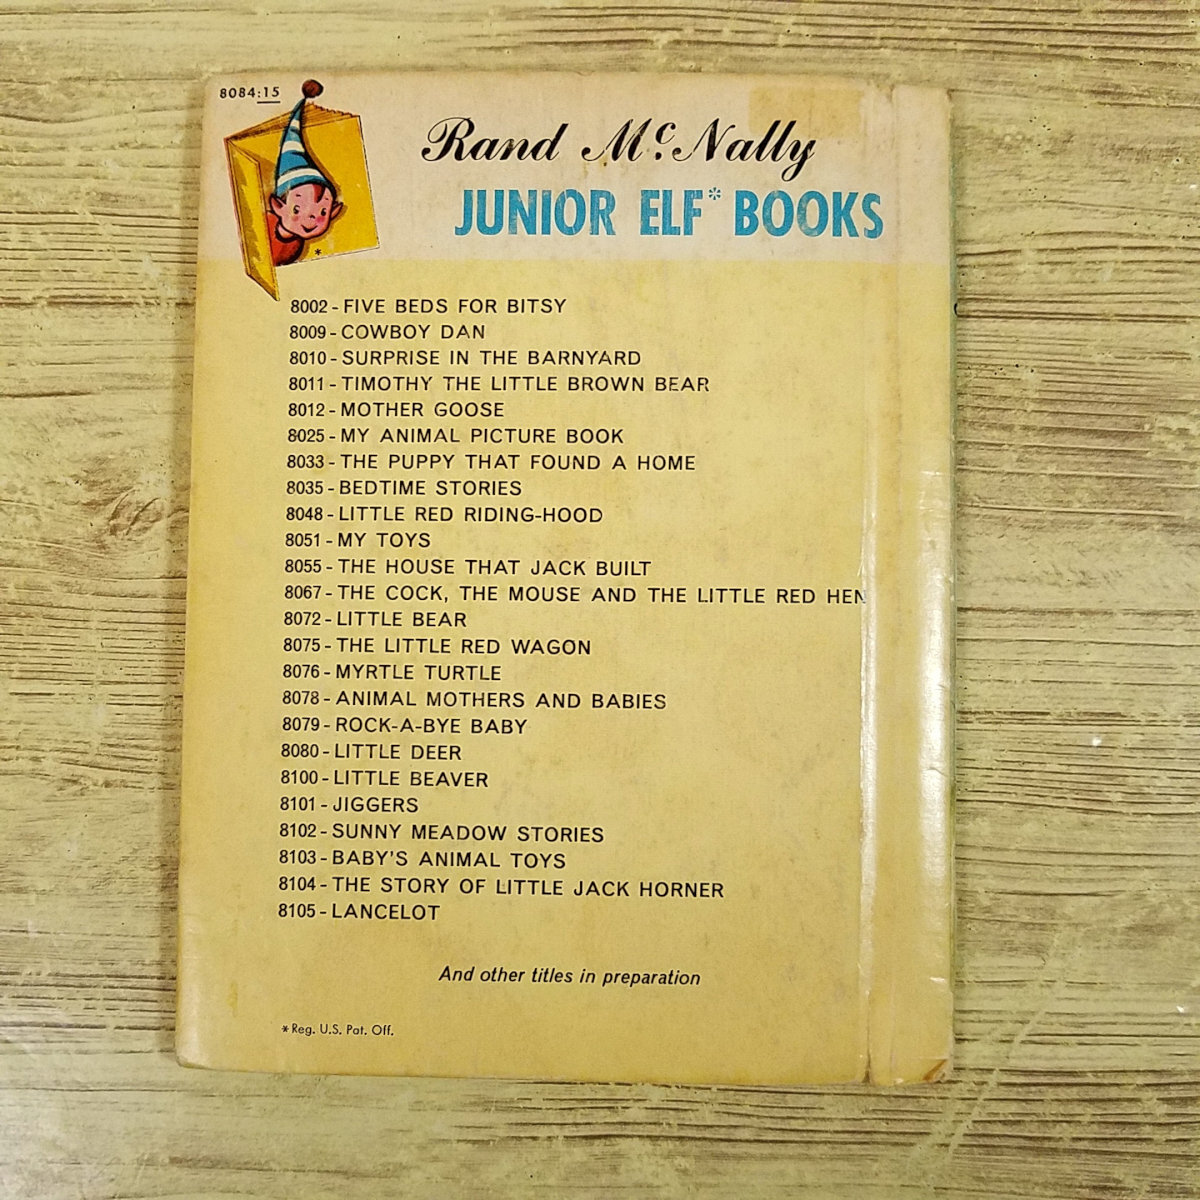 8084:15
Rand McNally
JUNIOR ELF* BOOKS
*
8002 - FIVE BEDS FOR BITSY
8009 - COWBOY DAN
8010 - SURPRISE IN THE BARNYARD
8011 - TIMOTHY THE LITTLE BROWN BEAR
8012 - MOTHER GOOSE
8025 - MY ANIMAL PICTURE BOOK
8033 - THE PUPPY THAT FOUND A HOME
8035 - BEDTIME STORIES
8048 - LITTLE RED RIDING-HOOD
8051 - MY TOYS
8055 - THE HOUSE THAT JACK BUILT
8067 - THE COCK, THE MOUSE AND THE LITTLE RED HEN
8072 - LITTLE BEAR
8075 - THE LITTLE RED WAGON
8076 - MYRTLE TURTLE
8078 - ANIMAL MOTHERS AND BABIES
8079 - ROCK-A-BYE BABY
8080 - LITTLE DEER
8100 - LITTLE BEAVER
8101 - JIGGERS
8102 - SUNNY MEADOW STORIES
8103 - BABY'S ANIMAL TOYS
8104 - THE STORY OF LITTLE JACK HORNER
8105 - LANCELOT
And other titles in preparation
* Reg. U.S. Pat. Off.